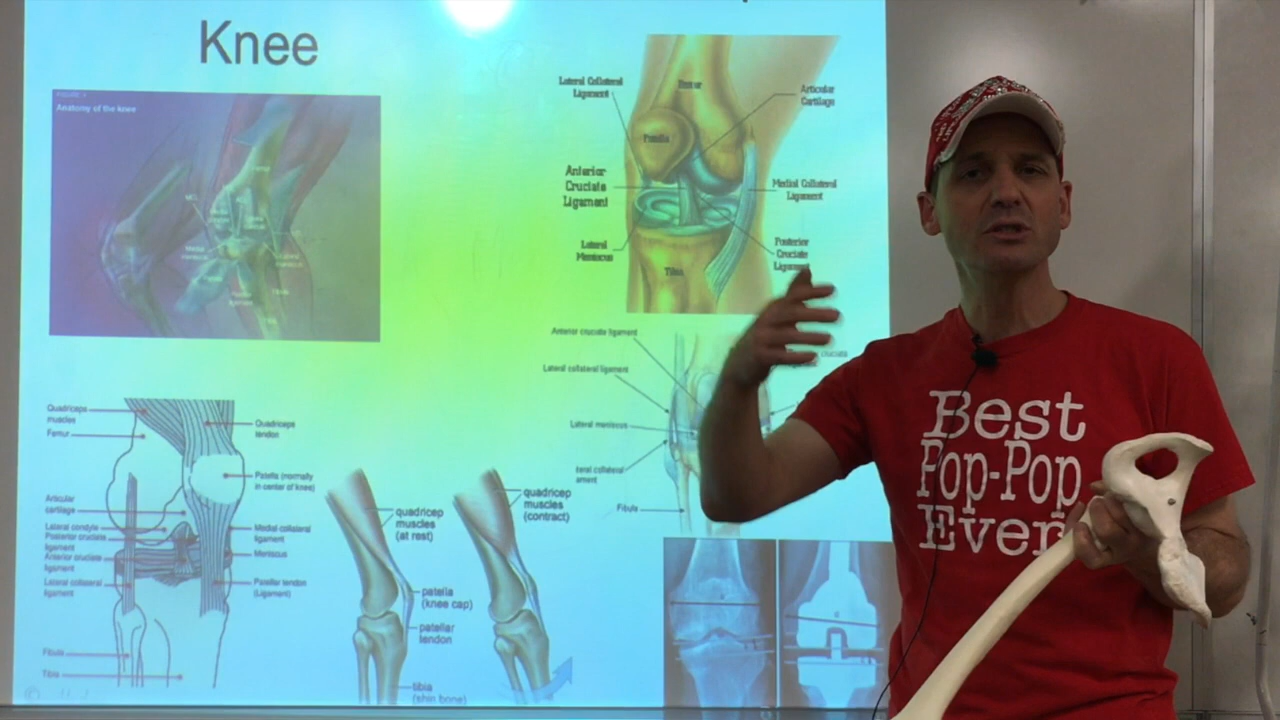 Knee
Anatomy of the knee
Lateral Collateral
Ligament
Femur
Articular
Cartilage
Patella
Anterior
Cruciate
Ligament
Medial Collateral
Ligament
Lateral
Meniscus
Posterior
Cruciate
Ligament
Tibia
Anterior cruciate ligament
Lateral collateral ligament
Lateral meniscus
Fibula
Quadriceps
muscles
Femur
Quadriceps
tendon
Patella (normally
in center of knee)
Articular
cartilage
Lateral condyle
Posterior cruciate
ligament
Anterior cruciate
ligament
Lateral collateral
ligament
Medial collateral
ligament
Meniscus
Patellar tendon
(Ligament)
Fibula
Tibia
quadricep
muscles
(at rest)
quadricep
muscles
(contract)
patella
(knee cap)
patellar
tendon
tibia
(shin bone)
Best
Pop-Pop
Ever